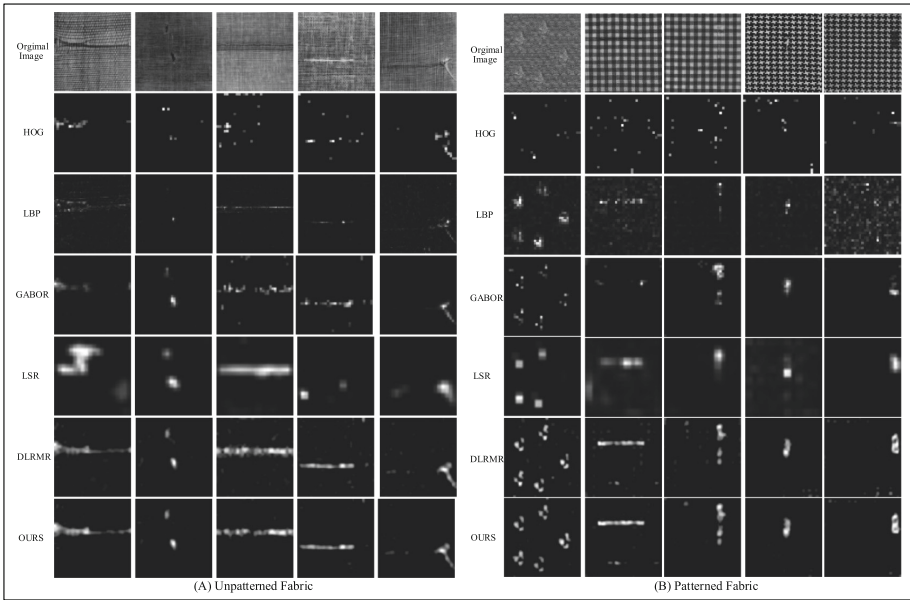 Orginal
Image
HOG
LBP
GABOR
LSR
DLRMR
OURS
(A) Unpatterned Fabric
Orginal
Image
HOG
LBP
GABOR
LSR
DLRMR
OURS
(B) Patterned Fabric